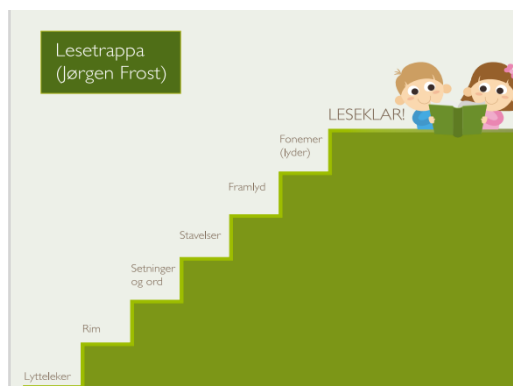 Lesetrappa
(Jørgen Frost)
LESEKLAR!
Fonemer
(lyder)
Framlyd
Stavelser
Setninger
og ord
Rim
Lytteleker